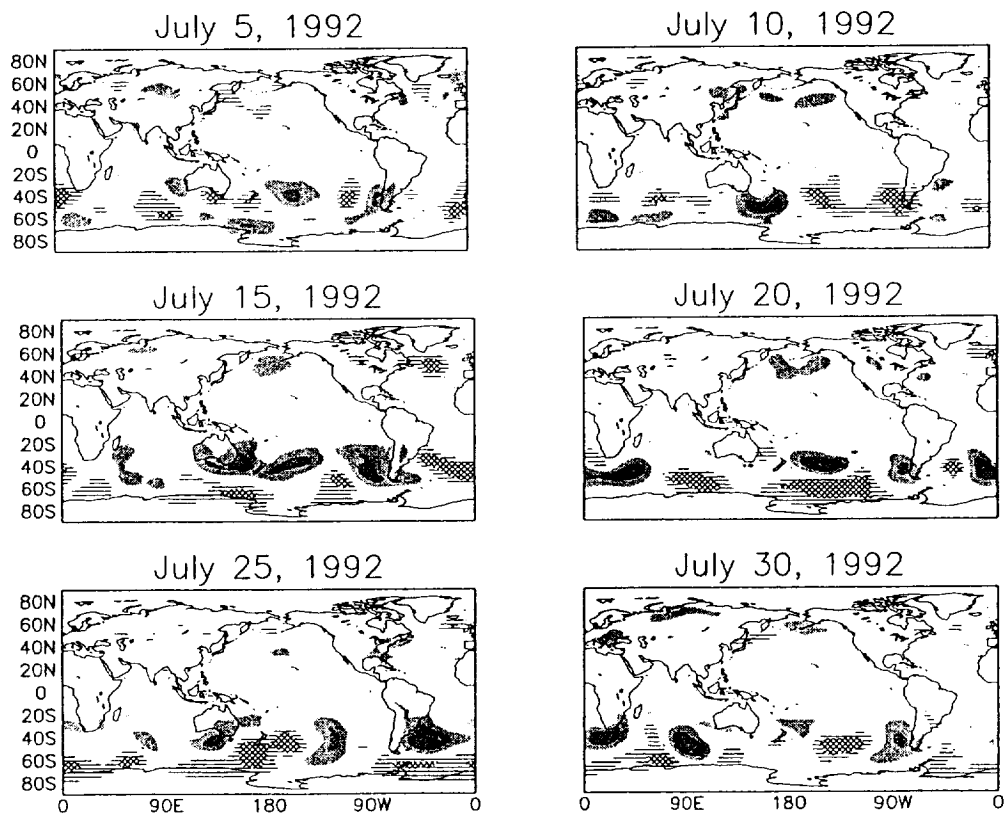 July 5, 1992
July 10, 1992
80N
60N
40N
20N
0
20S
40S
60S
80S
July 15, 1992
July 20, 1992
80N
60N
40N
20N
0
20S
40S
60S
80S
July 25, 1992
July 30, 1992
80N
60N
40N
20N
0
20S
40S
60S
80S
0 90E 180 90W 0
0 90E 180 90W 0